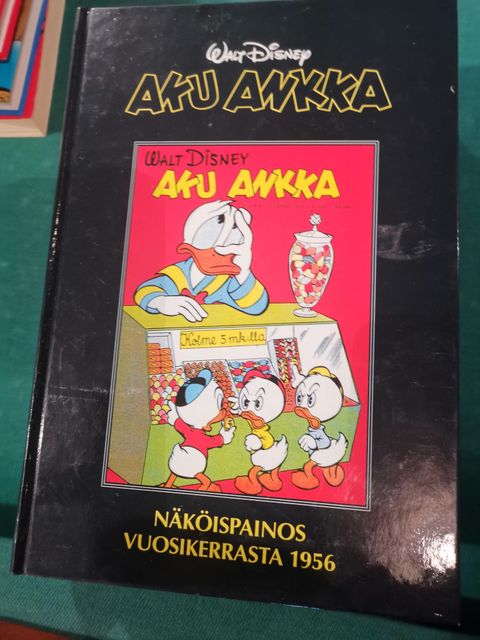 WALT DISNEY
AKU ANKKA
WALT DISNEY
AKU ANKKA
Kolme 5 mk:lla
NÄKÖISPAINOS
VUOSIKERRASTA 1956